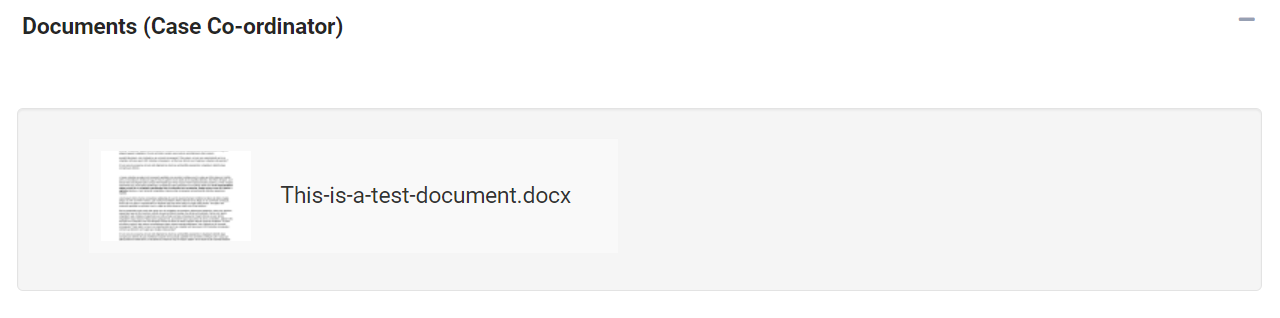 Documents (Case Co-ordinator)
This-is-a-test-document.docx